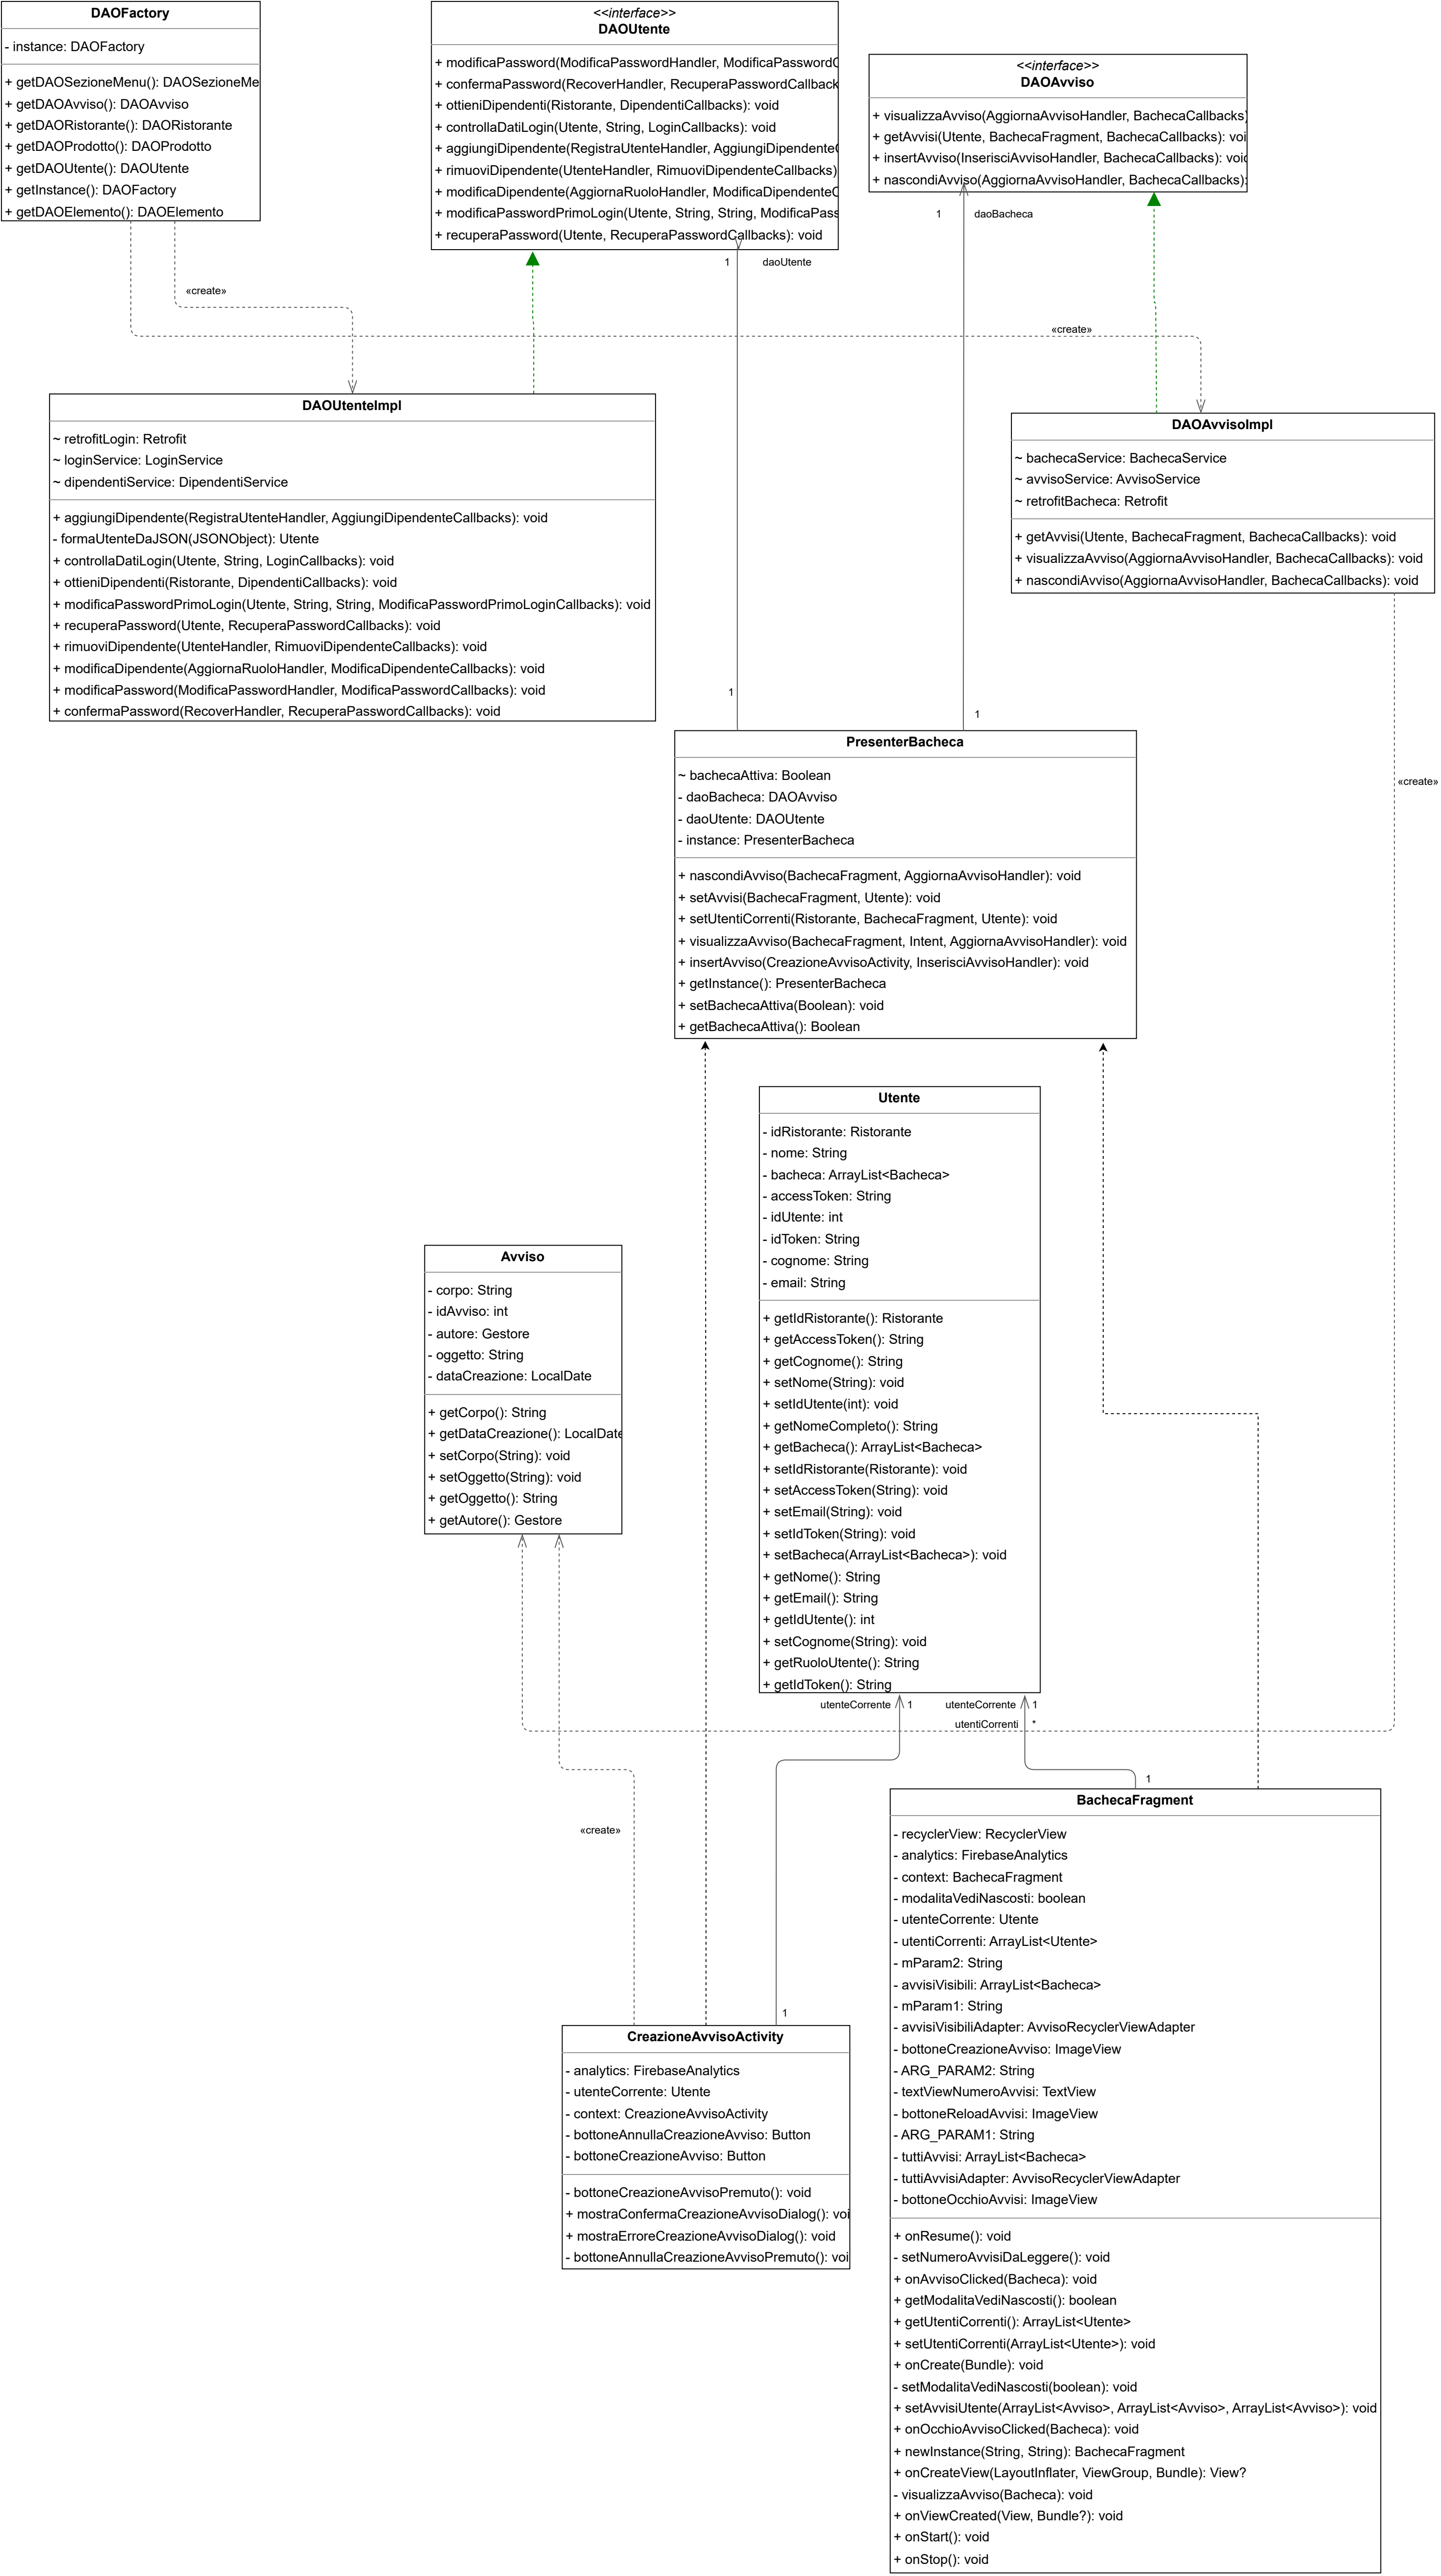 DAOFactory
- instance: DAOFactory
+ getDAOSezioneMenu(): DAOSezioneMe
+ getDAOAvviso(): DAOAvviso
+ getDAORistorante(): DAORistorante
+ getDAOProdotto(): DAOProdotto
+ getDAOUtente(): DAOUtente
+ getInstance(): DAOFactory
+ getDAOElemento(): DAOElemento
<<interface>>
DAOUtente
+ modificaPassword(ModificaPasswordHandler, ModificaPasswordC
+ confermaPassword(RecoverHandler, RecuperaPasswordCallback
+ ottieniDipendenti(Ristorante, DipendentiCallbacks): void
+ controllaDatiLogin(Utente, String, LoginCallbacks): void
+ aggiungiDipendente(RegistraUtenteHandler, AggiungiDipendenteC
+ rimuoviDipendente(UtenteHandler, RimuoviDipendenteCallbacks)
+ modificaDipendente(AggiornaRuoloHandler, ModificaDipendenteC
+ modificaPasswordPrimoLogin(Utente, String, String, ModificaPass
+ recuperaPassword(Utente, RecuperaPasswordCallbacks): void
<<interface>>
DAOAvviso
+ visualizzaAvviso(AggiornaAvvisoHandler, BachecaCallbacks)
+ getAvvisi(Utente, BachecaFragment, BachecaCallbacks): voi
+ insertAvviso(InserisciAvvisoHandler, BachecaCallbacks): voi
+ nascondiAvviso(AggiornaAvvisoHandler, BachecaCallbacks):
1
daoBacheca
1
daoUtente
«create»
«create»
DAOUtenteImpl
~ retrofitLogin: Retrofit
~ loginService: LoginService
~ dipendentiService: DipendentiService
+ aggiungiDipendente(RegistraUtenteHandler, AggiungiDipendenteCallbacks): void
- formaUtenteDaJSON(JSONObject): Utente
+ controllaDatiLogin(Utente, String, LoginCallbacks): void
+ ottieniDipendenti(Ristorante, DipendentiCallbacks): void
+ modificaPasswordPrimoLogin(Utente, String, String, ModificaPasswordPrimoLoginCallbacks): void
+ recuperaPassword(Utente, RecuperaPasswordCallbacks): void
+ rimuoviDipendente(UtenteHandler, RimuoviDipendenteCallbacks): void
+ modificaDipendente(AggiornaRuoloHandler, ModificaDipendenteCallbacks): void
+ modificaPassword(ModificaPasswordHandler, ModificaPasswordCallbacks): void
+ confermaPassword(RecoverHandler, RecuperaPasswordCallbacks): void
DAOAvvisoImpl
~ bachecaService: BachecaService
~ avvisoService: AvvisoService
~ retrofitBacheca: Retrofit
+ getAvvisi(Utente, BachecaFragment, BachecaCallbacks): void
+ visualizzaAvviso(AggiornaAvvisoHandler, BachecaCallbacks): void
+ nascondiAvviso(AggiornaAvvisoHandler, BachecaCallbacks): void
1
1
«create»
PresenterBacheca
~ bachecaAttiva: Boolean
- daoBacheca: DAOAvviso
- daoUtente: DAOUtente
- instance: PresenterBacheca
+ nascondiAvviso(BachecaFragment, AggiornaAvvisoHandler): void
+ setAvvisi(BachecaFragment, Utente): void
+ setUtentiCorrenti(Ristorante, BachecaFragment, Utente): void
+ visualizzaAvviso(BachecaFragment, Intent, AggiornaAvvisoHandler): void
+ insertAvviso(CreazioneAvvisoActivity, InserisciAvvisoHandler): void
+ getInstance(): PresenterBacheca
+ setBachecaAttiva(Boolean): void
+ getBachecaAttiva(): Boolean
Utente
- idRistorante: Ristorante
- nome: String
- bacheca: ArrayList<Bacheca>
- accessToken: String
- idUtente: int
- idToken: String
- cognome: String
- email: String
+ getIdRistorante(): Ristorante
+ getAccessToken(): String
+ getCognome(): String
+ setNome(String): void
+ setIdUtente(int): void
+ getNomeCompleto(): String
+ getBacheca(): ArrayList<Bacheca>
+ setIdRistorante(Ristorante): void
+ setAccessToken(String): void
+ setEmail(String): void
+ setIdToken(String): void
+ setBacheca(ArrayList<Bacheca>): void
+ getNome(): String
+ getEmail(): String
+ getIdUtente(): int
+ setCognome(String): void
+ getRuoloUtente(): String
+ getIdToken(): String
Avviso
- corpo: String
- idAvviso: int
- autore: Gestore
- oggetto: String
- dataCreazione: LocalDate
+ getCorpo(): String
+ getDataCreazione(): LocalDate
+ setCorpo(String): void
+ setOggetto(String): void
+ getOggetto(): String
+ getAutore(): Gestore
utenteCorrente 1
utenteCorrente 1
utentiCorrenti *
1
«create»
BachecaFragment
- recyclerView: RecyclerView
- analytics: FirebaseAnalytics
- context: BachecaFragment
- modalitaVediNascosti: boolean
- utenteCorrente: Utente
- utentiCorrenti: ArrayList<Utente>
- mParam2: String
- avvisiVisibili: ArrayList<Bacheca>
- mParam1: String
- avvisiVisibiliAdapter: AvvisoRecyclerViewAdapter
- bottoneCreazioneAvviso: ImageView
- ARG_PARAM2: String
- textViewNumeroAvvisi: TextView
- bottoneReloadAvvisi: ImageView
- ARG_PARAM1: String
- tuttiAvvisi: ArrayList<Bacheca>
- tuttiAvvisiAdapter: AvvisoRecyclerViewAdapter
- bottoneOcchioAvvisi: ImageView
+ onResume(): void
- setNumeroAvvisiDaLeggere(): void
+ onAvvisoClicked(Bacheca): void
+ getModalitaVediNascosti(): boolean
+ getUtentiCorrenti(): ArrayList<Utente>
+ setUtentiCorrenti(ArrayList<Utente>): void
+ onCreate(Bundle): void
- setModalitaVediNascosti(boolean): void
+ setAvvisiUtente(ArrayList<Avviso>, ArrayList<Avviso>, ArrayList<Avviso>): void
+ onOcchioAvvisoClicked(Bacheca): void
+ newInstance(String, String): BachecaFragment
+ onCreateView(LayoutInflater, ViewGroup, Bundle): View?
- visualizzaAvviso(Bacheca): void
+ onViewCreated(View, Bundle?): void
+ onStart(): void
+ onStop(): void
1
CreazioneAvvisoActivity
- analytics: FirebaseAnalytics
- utenteCorrente: Utente
- context: CreazioneAvvisoActivity
- bottoneAnnullaCreazioneAvviso: Button
- bottoneCreazioneAvviso: Button
- bottoneCreazioneAvvisoPremuto(): void
+ mostraConfermaCreazioneAvvisoDialog(): voi
+ mostraErroreCreazioneAvvisoDialog(): void
- bottoneAnnullaCreazioneAvvisoPremuto(): voi